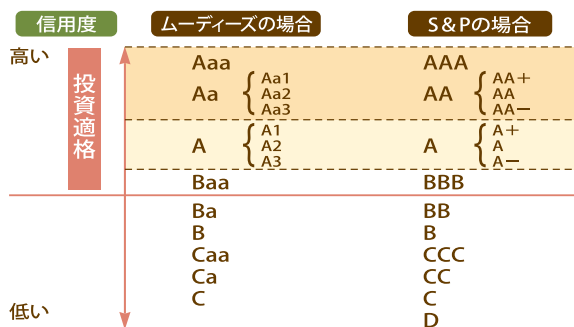 信用度 ムーディーズの場合 S&Pの場合
高い
投資適格
Aaa AAA
Aa Aa1 Aa2 Aa3 AA AA+ AA AA−
A A1 A2 A3 A A+ A A−
Baa BBB
Ba BB
B B
Caa CCC
Ca CC
C C
低い D